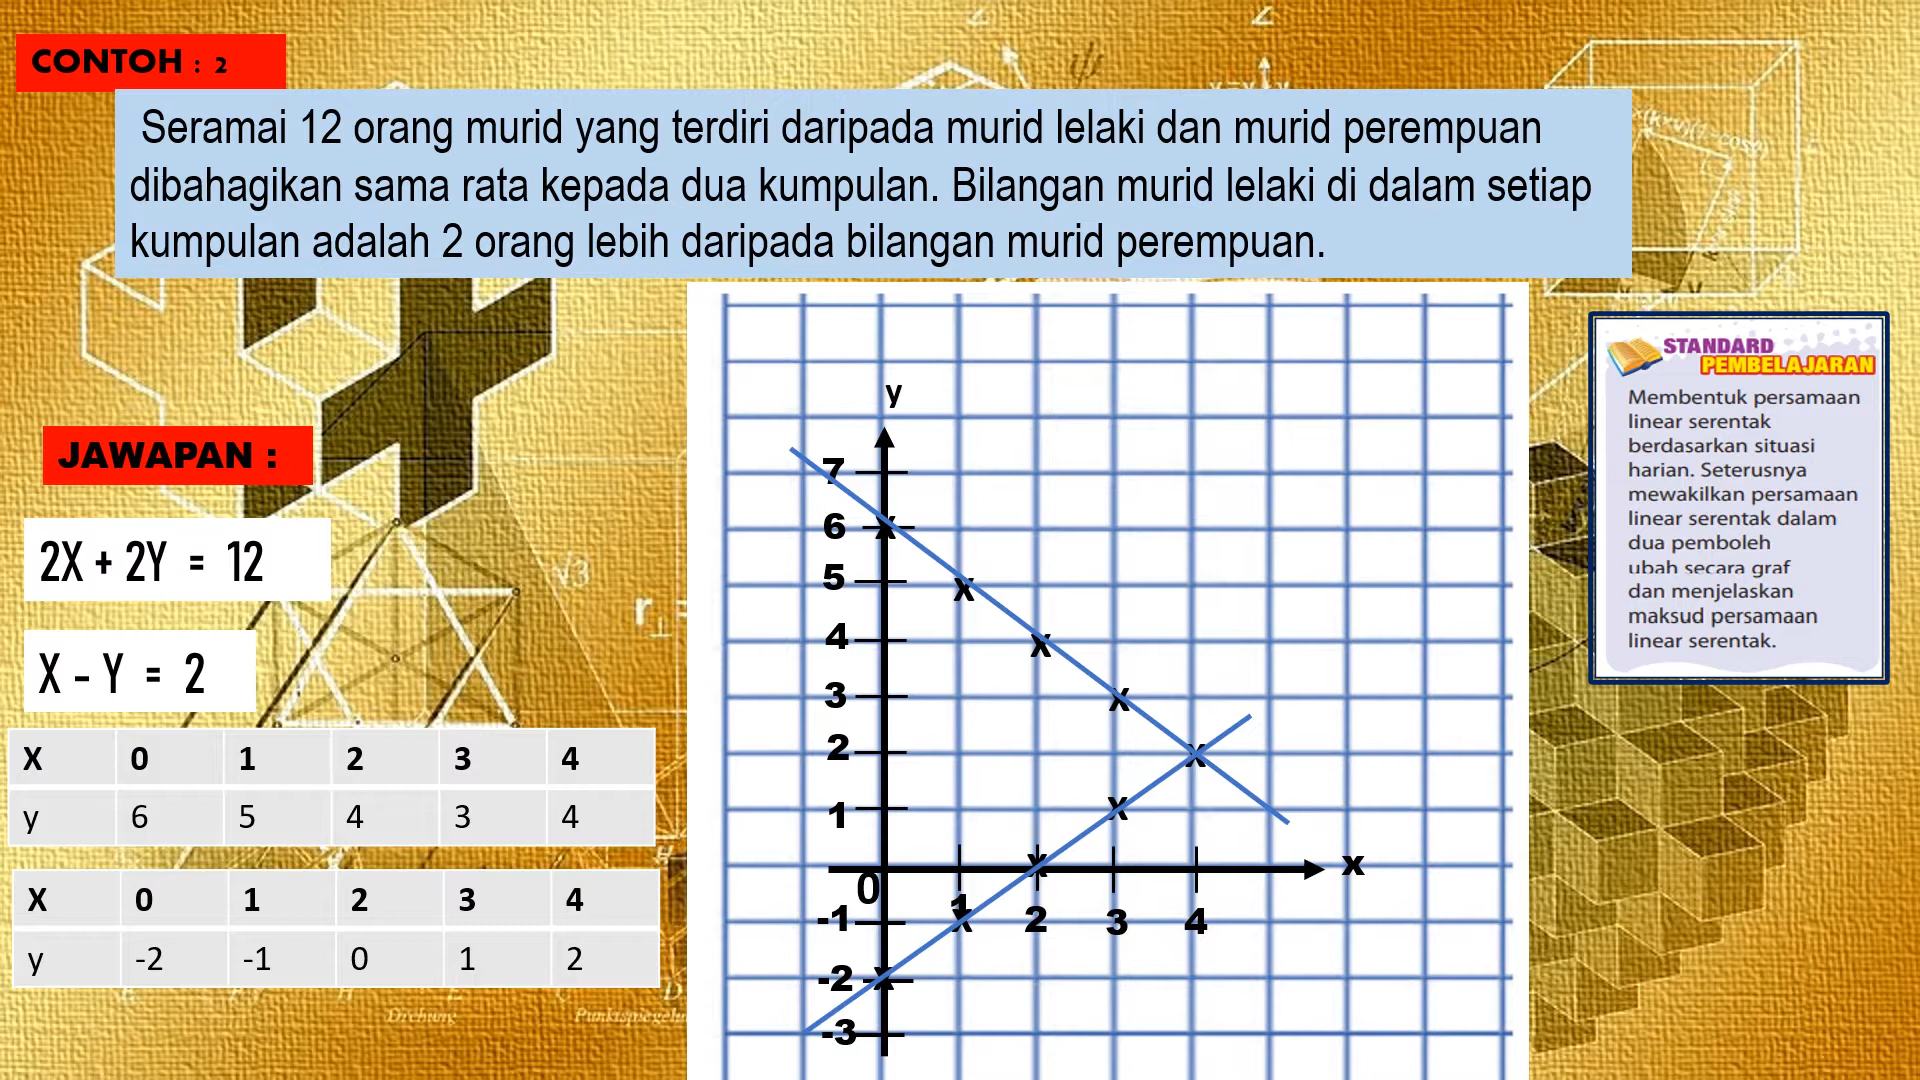 CONTOH : 2
Seramai 12 orang murid yang terdiri daripada murid lelaki dan murid perempuan
dibahagikan sama rata kepada dua kumpulan. Bilangan murid lelaki di dalam setiap
kumpulan adalah 2 orang lebih daripada bilangan murid perempuan.
JAWAPAN :
2X + 2Y = 12
X – Y = 2
X 0 1 2 3 4
y 6 5 4 3 4
X 0 1 2 3 4
y -2 -1 0 1 2
y
7
6
5
4
3
2
1
0
-1
-2
-3
1 2 3 4
x
STANDARD
PEMBELAJARAN
Membentuk persamaan
linear serentak
berdasarkan situasi
harian. Seterusnya
mewakilkan persamaan
linear serentak dalam
dua pemboleh
ubah secara graf
dan menjelaskan
maksud persamaan
linear serentak.
√3
Drehung